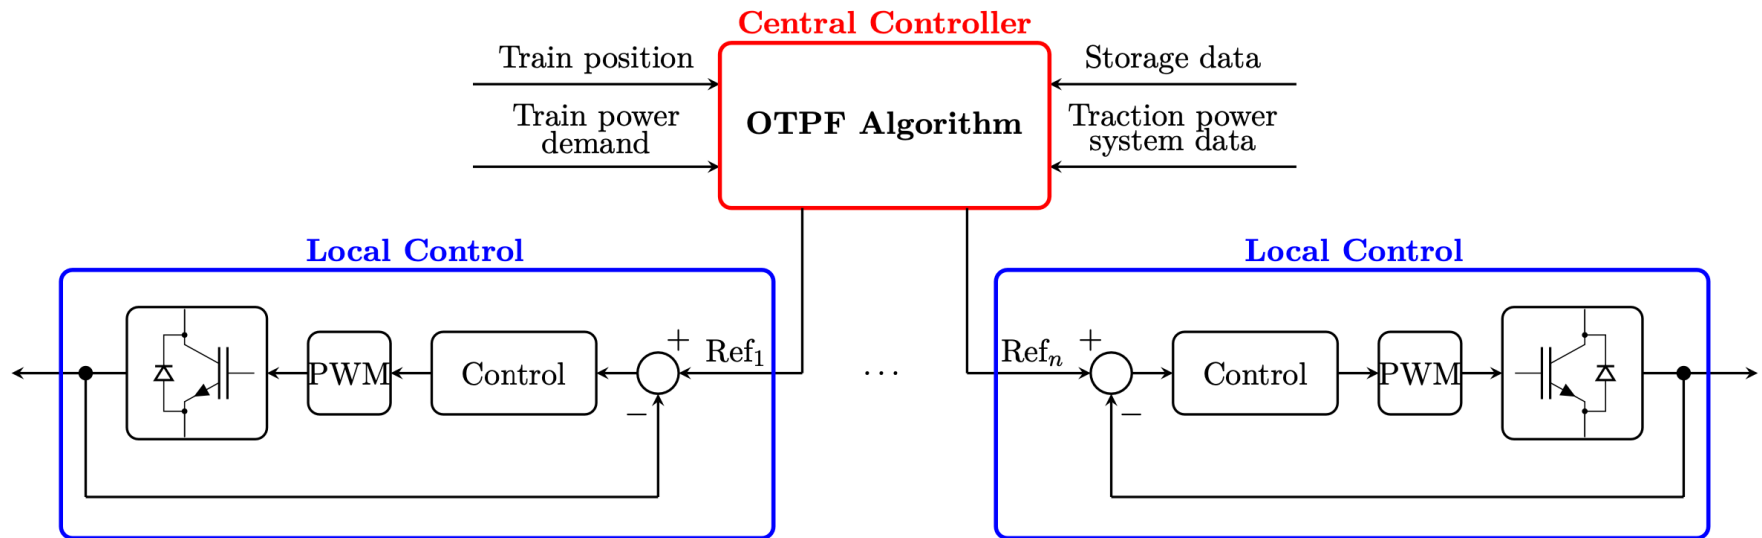 Central Controller
Train position
Storage data
Train power
demand
OTPF Algorithm
Traction power
system data
Local Control
Local Control
PWM
Control
+
−
Ref₁
...
Refₙ
+
−
Control
PWM